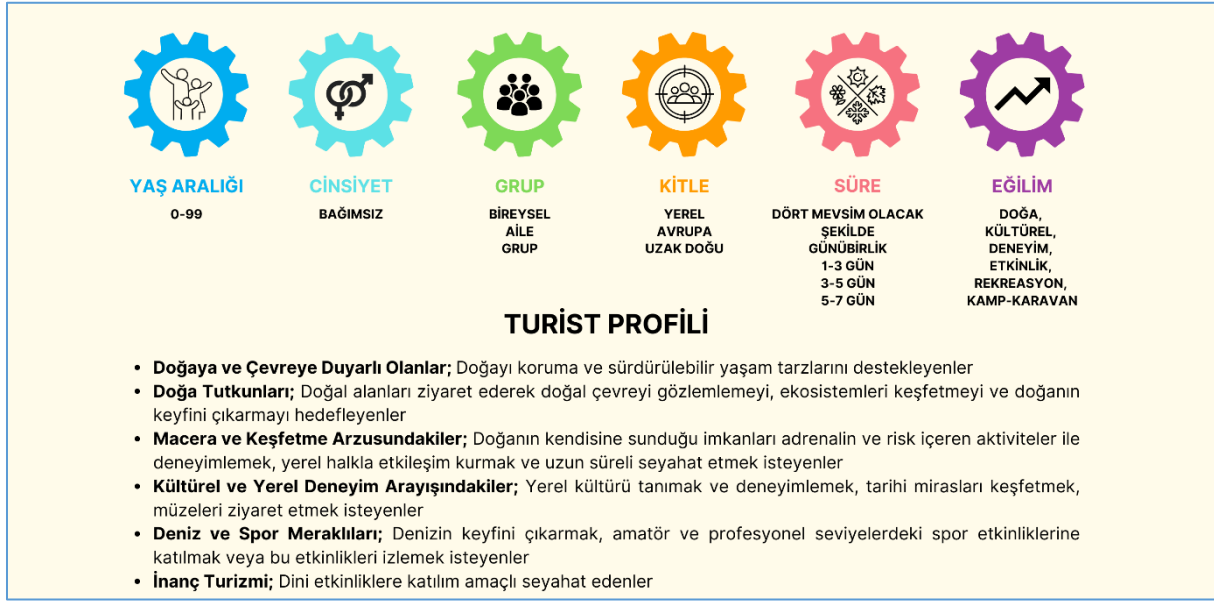 YAŞ ARALIĞI
0-99
CİNSİYET
BAĞIMSIZ
GRUP
BİREYSEL
AİLE
GRUP
KİTLE
YEREL
AVRUPA
UZAK DOĞU
SÜRE
DÖRT MEVSİM OLACAK
ŞEKİLDE
GÜNÜBİRLİK
1-3 GÜN
3-5 GÜN
5-7 GÜN
EĞİLİM
DOĞA,
KÜLTÜREL,
DENEYİM,
ETKİNLİK,
REKREASYON,
KAMP-KARAVAN
TURİST PROFİLİ
• Doğaya ve Çevreye Duyarlı Olanlar; Doğayı koruma ve sürdürülebilir yaşam tarzlarını destekleyenler
• Doğa Tutkunları; Doğal alanları ziyaret ederek doğal çevreyi gözlemlemeyi, ekosistemleri keşfetmeyi ve doğanın
keyfini çıkarmayı hedefleyenler
• Macera ve Keşfetme Arzusundakiler; Doğanın kendisine sunduğu imkanları adrenalin ve risk içeren aktiviteler ile
deneyimlemek, yerel halkla etkileşim kurmak ve uzun süreli seyahat etmek isteyenler
• Kültürel ve Yerel Deneyim Arayışındakiler; Yerel kültürü tanımak ve deneyimlemek, tarihi mirasları keşfetmek,
müzeleri ziyaret etmek isteyenler
• Deniz ve Spor Meraklıları; Denizin keyfini çıkarmak, amatör ve profesyonel seviyelerdeki spor etkinliklerine
katılmak veya bu etkinlikleri izlemek isteyenler
• İnanç Turizmi; Dini etkinliklere katılım amaçlı seyahat edenler